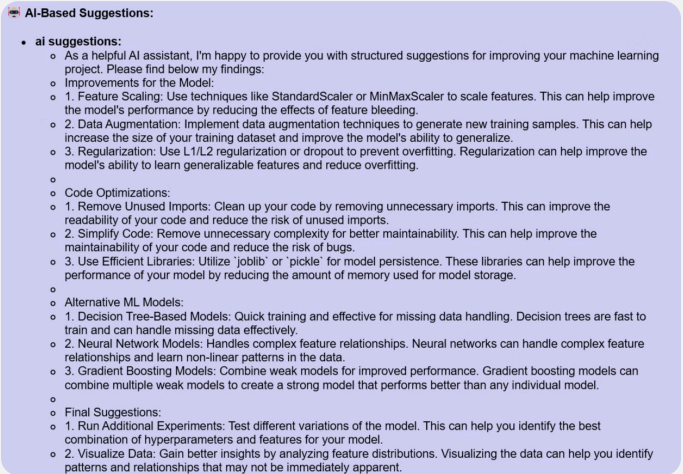 AI-Based Suggestions:
ai suggestions:
As a helpful AI assistant, I'm happy to provide you with structured suggestions for improving your machine learning
project. Please find below my findings:
Improvements for the Model:
1. Feature Scaling: Use techniques like StandardScaler or MinMaxScaler to scale features. This can help improve
the model's performance by reducing the effects of feature bleeding.
2. Data Augmentation: Implement data augmentation techniques to generate new training samples. This can help
increase the size of your training dataset and improve the model's ability to generalize.
3. Regularization: Use L1/L2 regularization or dropout to prevent overfitting. Regularization can help improve the
model's ability to learn generalizable features and reduce overfitting.
Code Optimizations:
1. Remove Unused Imports: Clean up your code by removing unnecessary imports. This can improve the
readability of your code and reduce the risk of unused imports.
2. Simplify Code: Remove unnecessary complexity for better maintainability. This can help improve the
maintainability of your code and reduce the risk of bugs.
3. Use Efficient Libraries: Utilize `joblib` or `pickle` for model persistence. These libraries can help improve the
performance of your model by reducing the amount of memory used for model storage.
Alternative ML Models:
1. Decision Tree-Based Models: Quick training and effective for missing data handling. Decision trees are fast to
train and can handle missing data effectively.
2. Neural Network Models: Handles complex feature relationships. Neural networks can handle complex feature
relationships and learn non-linear patterns in the data.
3. Gradient Boosting Models: Combine weak models for improved performance. Gradient boosting models can
combine multiple weak models to create a strong model that performs better than any individual model.
Final Suggestions:
1. Run Additional Experiments: Test different variations of the model. This can help you identify the best
combination of hyperparameters and features for your model.
2. Visualize Data: Gain better insights by analyzing feature distributions. Visualizing the data can help you identify
patterns and relationships that may not be immediately apparent.